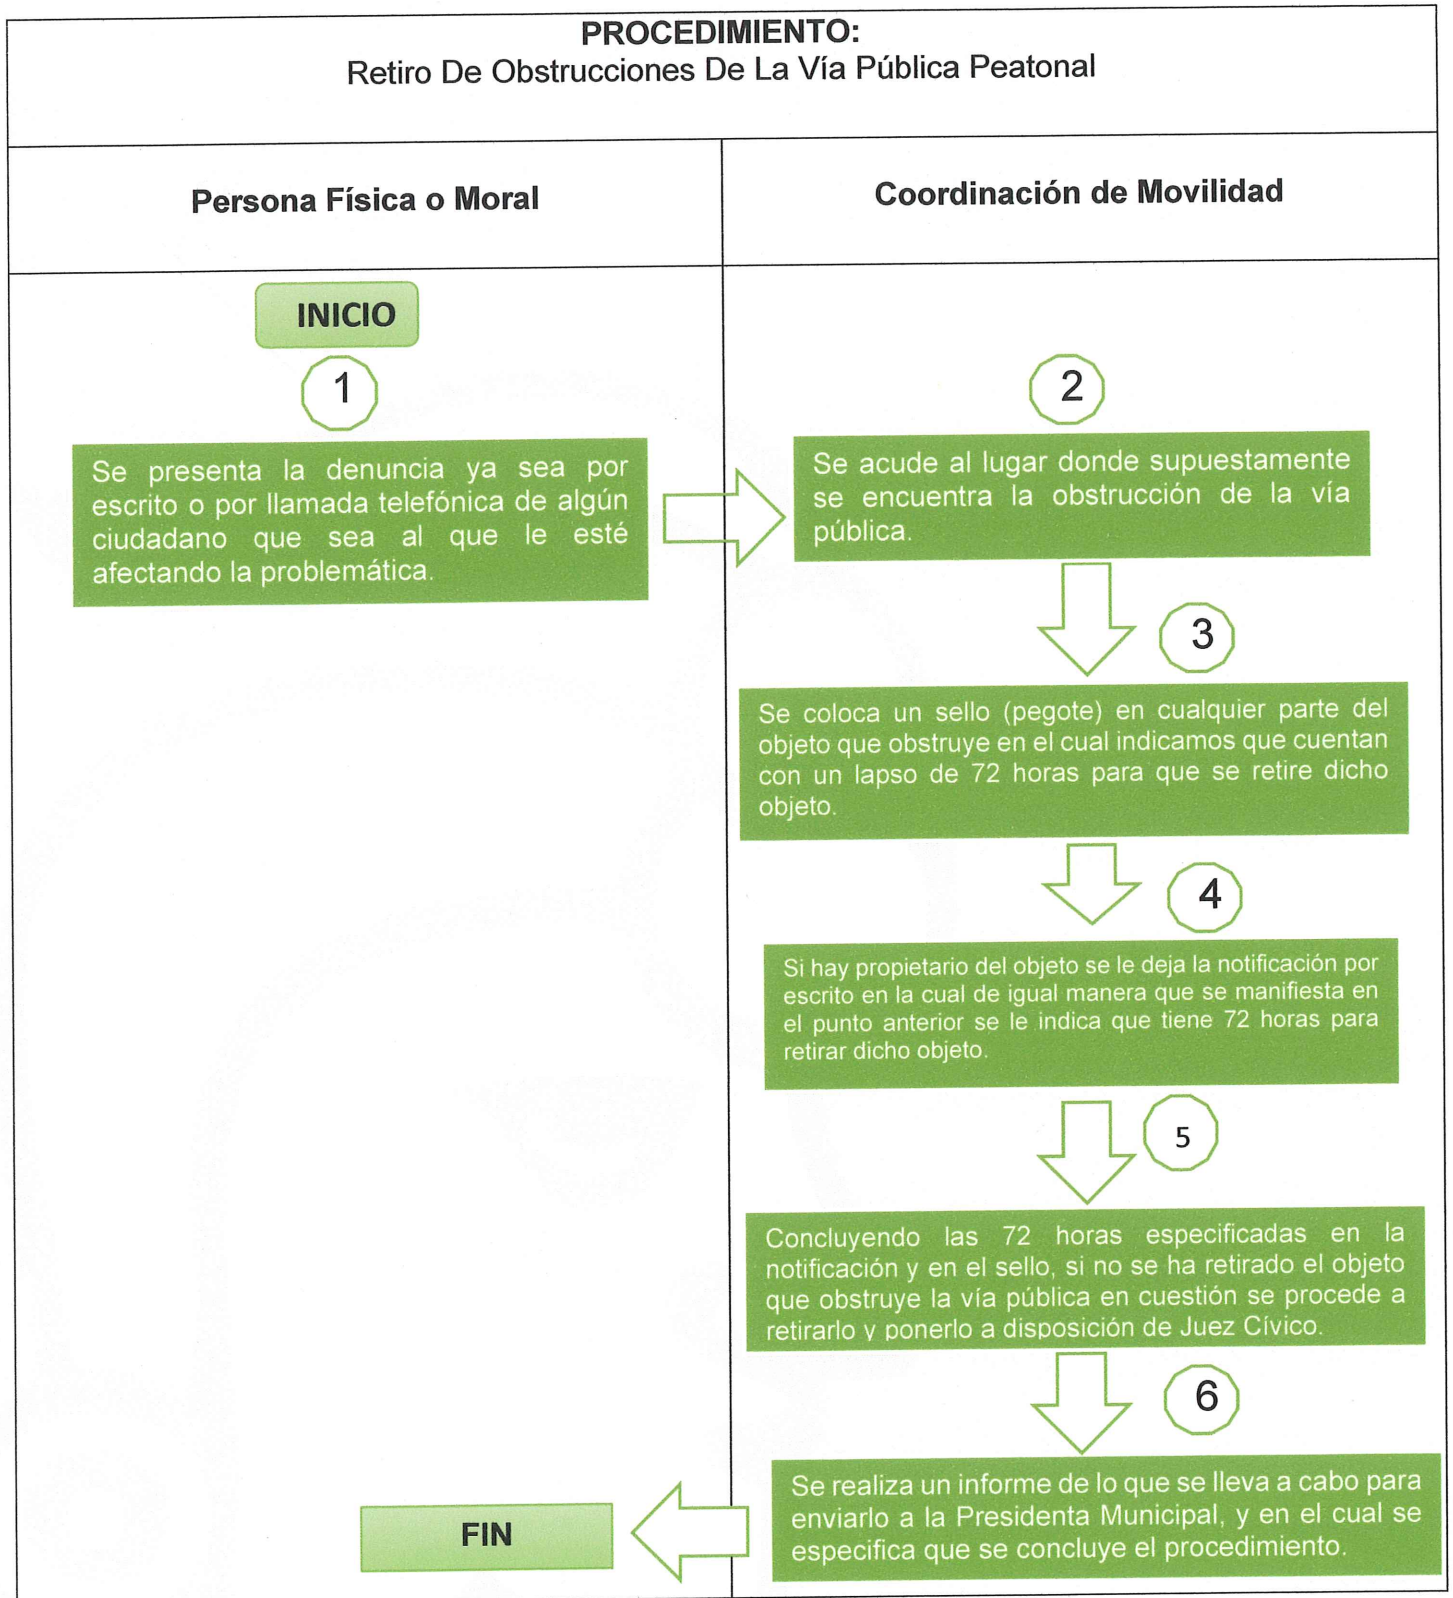 PROCEDIMIENTO:
Retiro De Obstrucciones De La Vía Pública Peatonal
Persona Física o Moral
Coordinación de Movilidad
INICIO
1
Se presenta la denuncia ya sea por
escrito o por llamada telefónica de algún
ciudadano que sea al que le esté
afectando la problemática.
2
Se acude al lugar donde supuestamente
se encuentra la obstrucción de la vía
pública.
3
Se coloca un sello (pegote) en cualquier parte del
objeto que obstruye en el cual indicamos que cuentan
con un lapso de 72 horas para que se retire dicho
objeto.
4
Si hay propietario del objeto se le deja la notificación por
escrito en la cual de igual manera que se manifiesta en
el punto anterior se le indica que tiene 72 horas para
retirar dicho objeto.
5
Concluyendo las 72 horas especificadas en la
notificación y en el sello, si no se ha retirado el objeto
que obstruye la vía pública en cuestión se procede a
retirarlo y ponerlo a disposición de Juez Cívico.
6
Se realiza un informe de lo que se lleva a cabo para
enviarlo a la Presidenta Municipal, y en el cual se
especifica que se concluye el procedimiento.
FIN